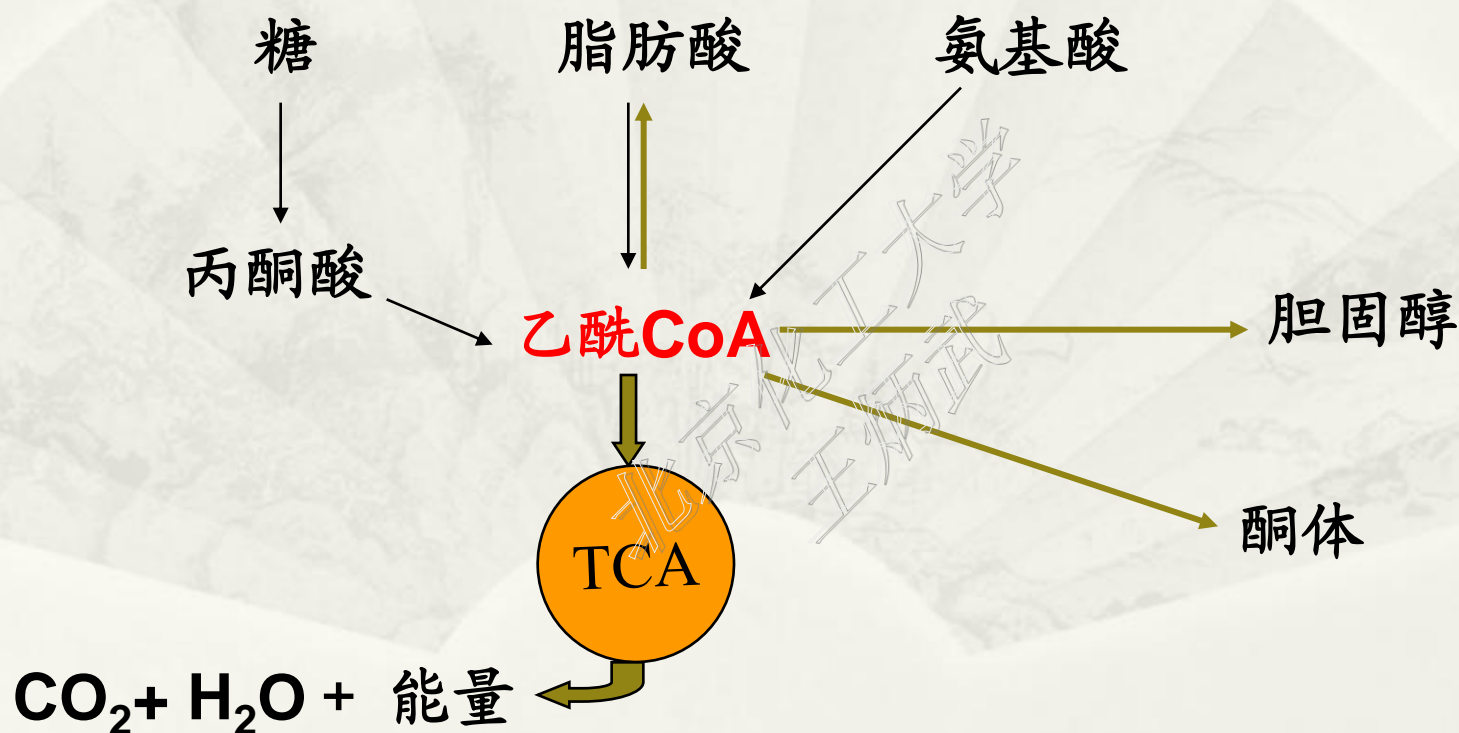 糖 脂肪酸 氨基酸
丙酮酸
乙酰CoA
胆固醇
酮体
TCA
CO₂+ H₂O + 能量
北京化工大学
王炳武